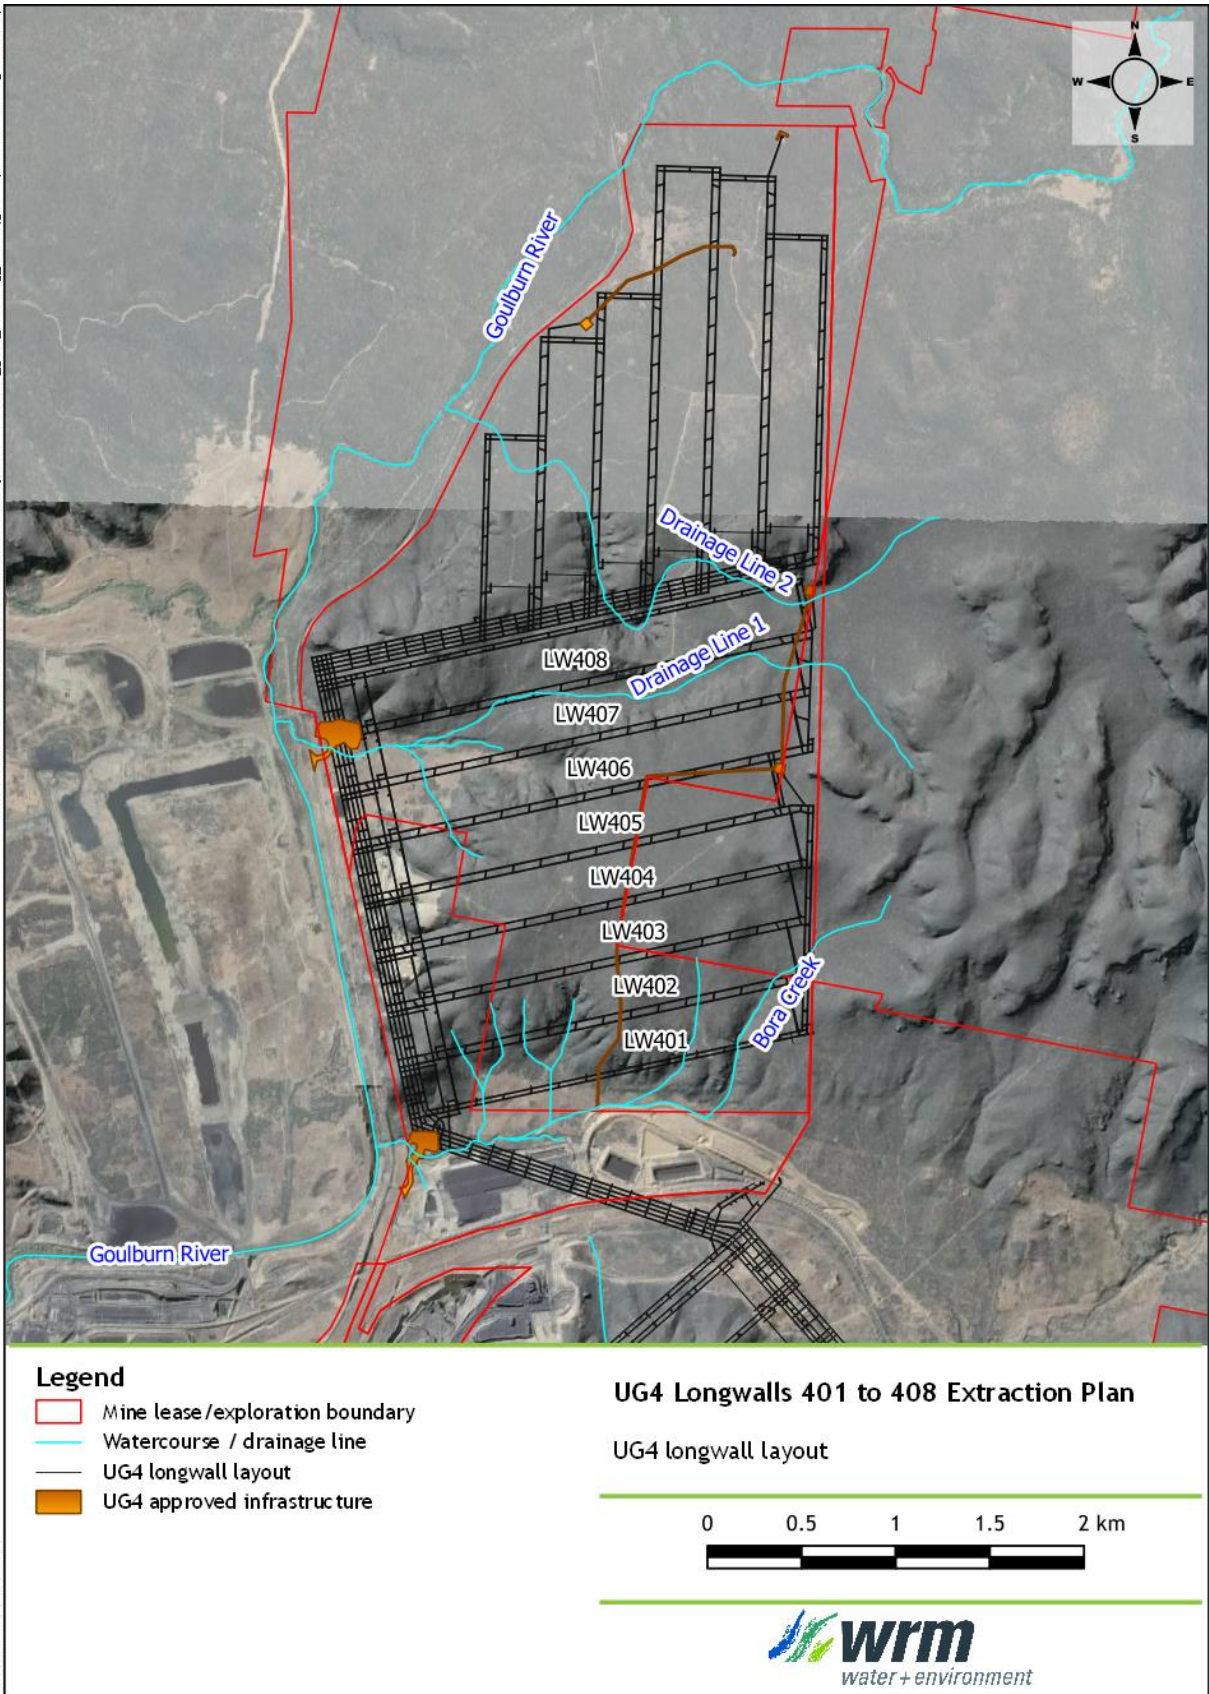 N
W E
S
Goulburn River
Drainage Line 2
Drainage Line 1
LW408
LW407
LW406
LW405
LW404
LW403
LW402
LW401
Bora Creek
Goulburn River
Legend
Mine lease/exploration boundary
Watercourse / drainage line
UG4 longwall layout
UG4 approved infrastructure
UG4 Longwalls 401 to 408 Extraction Plan
UG4 longwall layout
0 0.5 1 1.5 2 km
wrm
water + environment